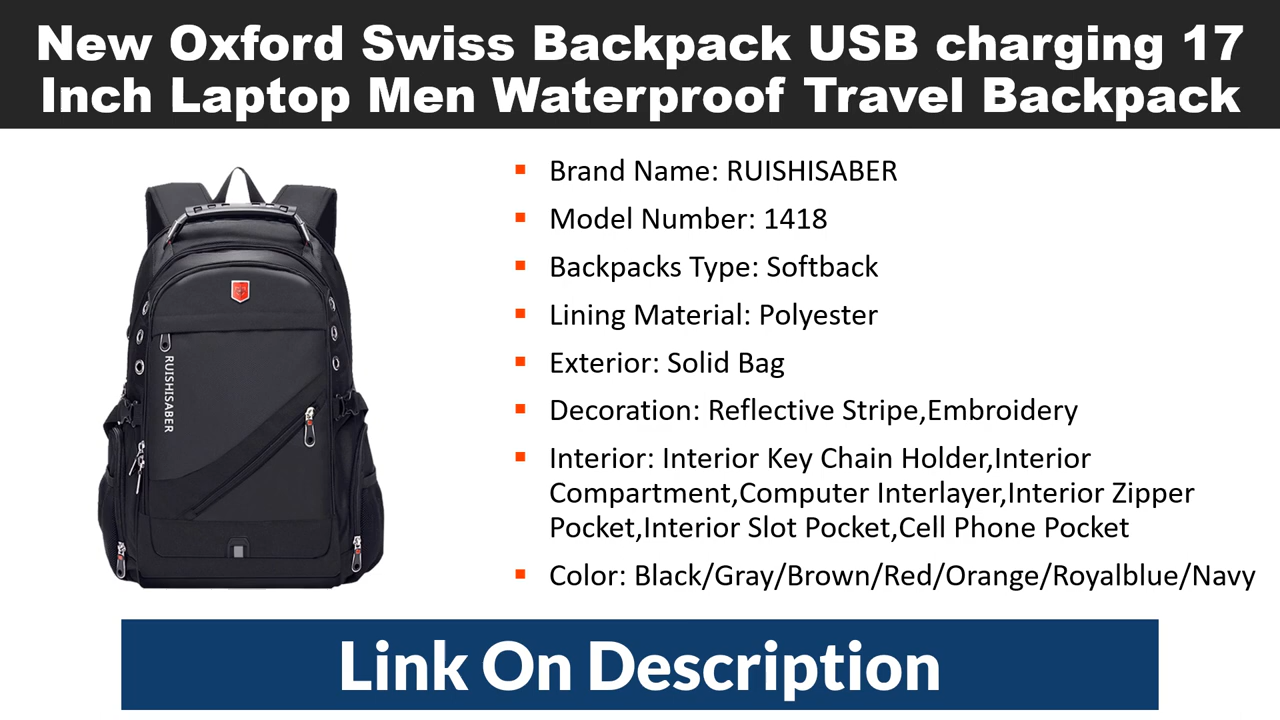 New Oxford Swiss Backpack USB charging 17
Inch Laptop Men Waterproof Travel Backpack
Brand Name: RUISHISABER
Model Number: 1418
Backpacks Type: Softback
Lining Material: Polyester
Exterior: Solid Bag
Decoration: Reflective Stripe,Embroidery
Interior: Interior Key Chain Holder,Interior
Compartment,Computer Interlayer,Interior Zipper
Pocket,Interior Slot Pocket,Cell Phone Pocket
Color: Black/Gray/Brown/Red/Orange/Royalblue/Navy
RUISHISABER
Link On Description